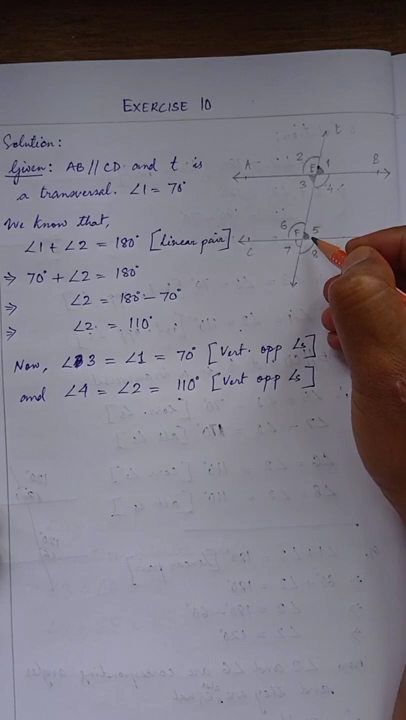 EXERCISE 10
Solution:
Given: AB // CD and t is
a transversal. ∠1 = 70°
We know that,
∠1 + ∠2 = 180° [Linear pair]
⇒ 70° + ∠2 = 180°
⇒ ∠2 = 180° - 70°
⇒ ∠2 = 110°
Now, ∠3 = ∠1 = 70° [Vert. opp ∠s]
and ∠4 = ∠2 = 110° [Vert opp ∠s]
t
A 2 E 1 B
3 4
6 F 5
C 7 8